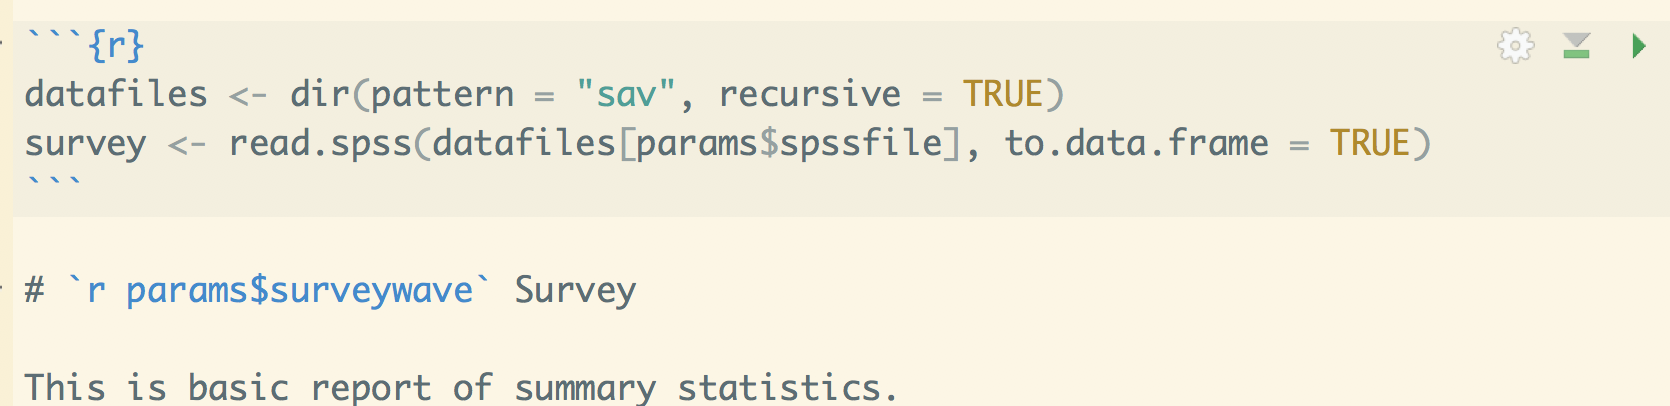 ```{r}
datafiles <- dir(pattern = "sav", recursive = TRUE)
survey <- read.spss(datafiles[params$spssfile], to.data.frame = TRUE)
```
# `r params$surveywave` Survey
This is basic report of summary statistics.